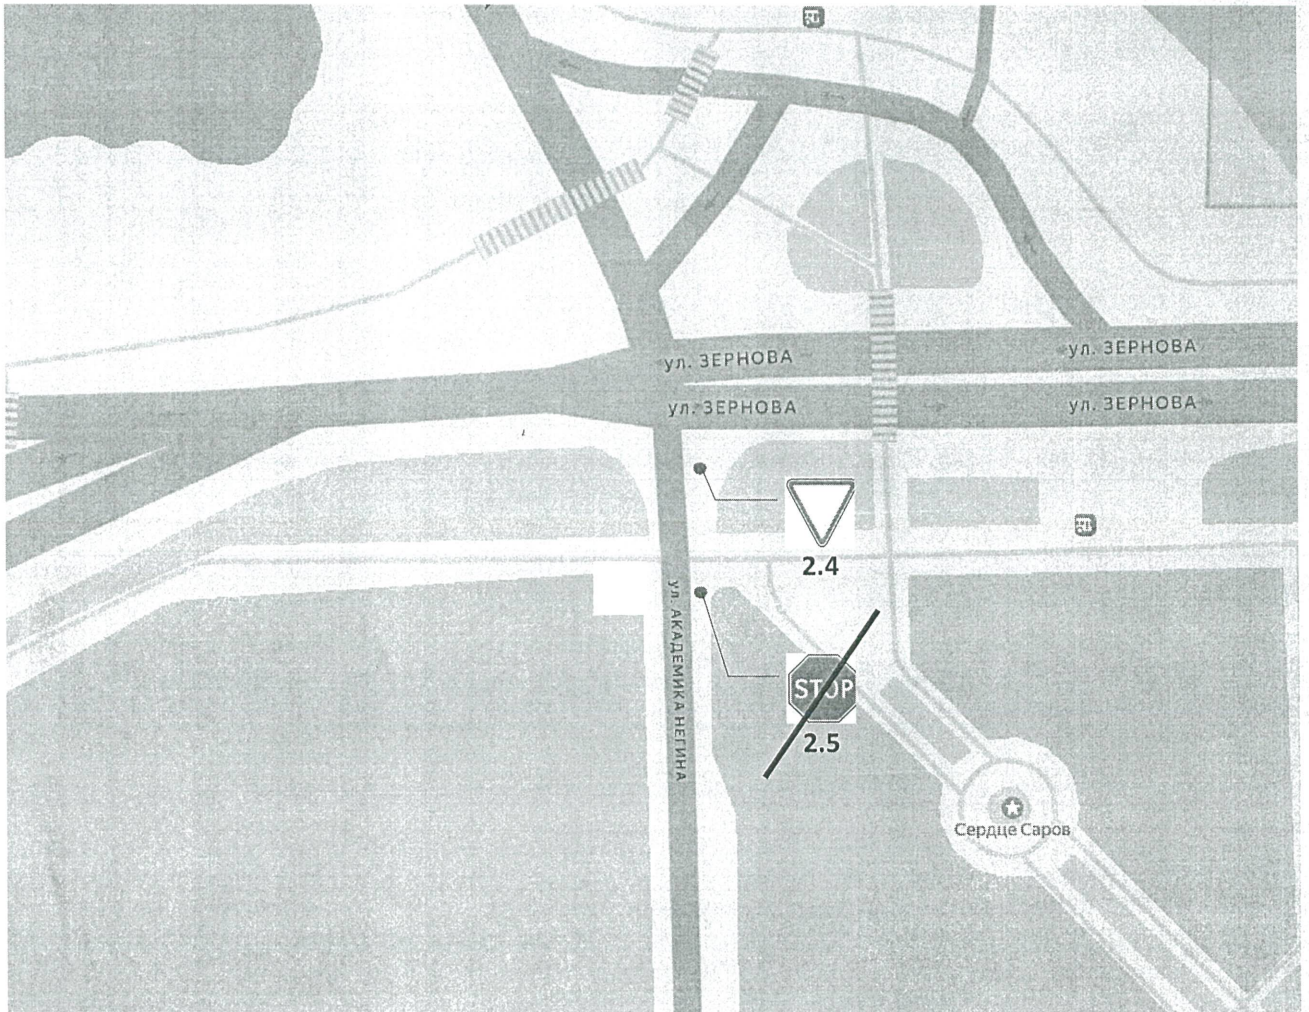 ул. ЗЕРНОВА
ул. ЗЕРНОВА
ул. ЗЕРНОВА
ул. ЗЕРНОВА
2.4
ул. АКАДЕМИКА НЕГИНА
STOP
2.5
Сердце Саров